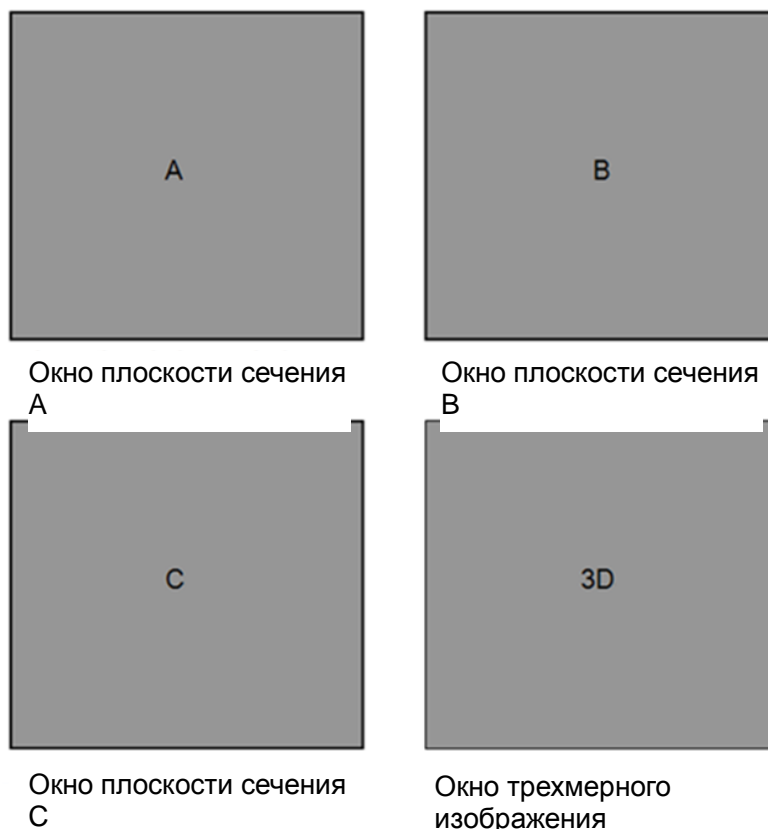 A
B
Окно плоскости сечения
A
Окно плоскости сечения
B
C
3D
Окно плоскости сечения
C
Окно трехмерного
изображения